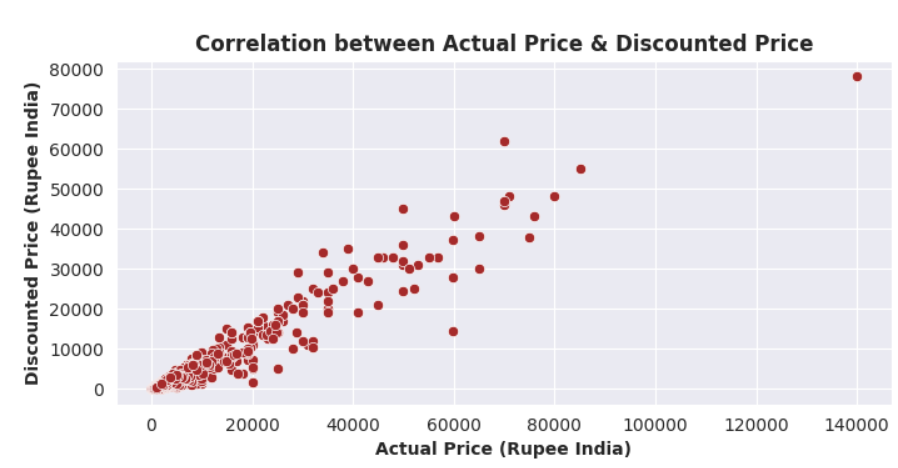 Correlation between Actual Price & Discounted Price
80000
70000
60000
50000
40000
30000
20000
10000
0
Discounted Price (Rupee India)
0 20000 40000 60000 80000 100000 120000 140000
Actual Price (Rupee India)